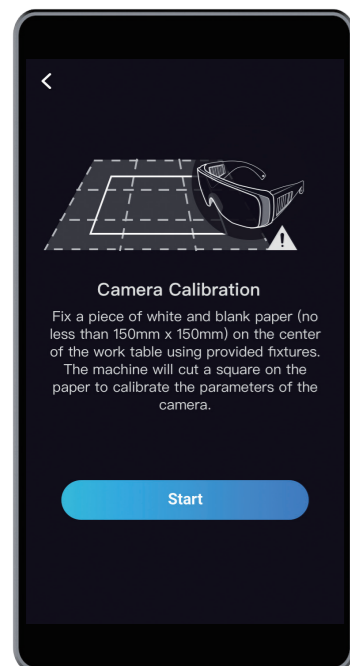 Camera Calibration
Fix a piece of white and blank paper (no
less than 150mm x 150mm) on the center
of the work table using provided fixtures.
The machine will cut a square on the
paper to calibrate the parameters of the
camera.
Start